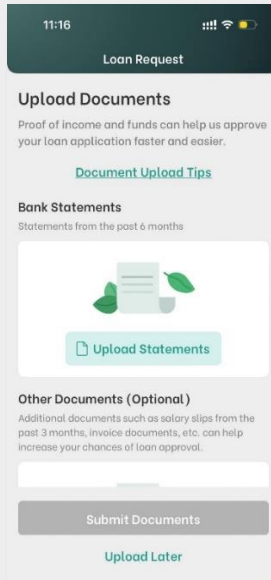 11:16
Loan Request
Upload Documents
Proof of income and funds can help us approve
your loan application faster and easier.
Document Upload Tips
Bank Statements
Statements from the past 6 months
Upload Statements
Other Documents (Optional)
Additional documents such as salary slips from the
past 3 months, invoice documents, etc. can help
increase your chances of loan approval.
Submit Documents
Upload Later